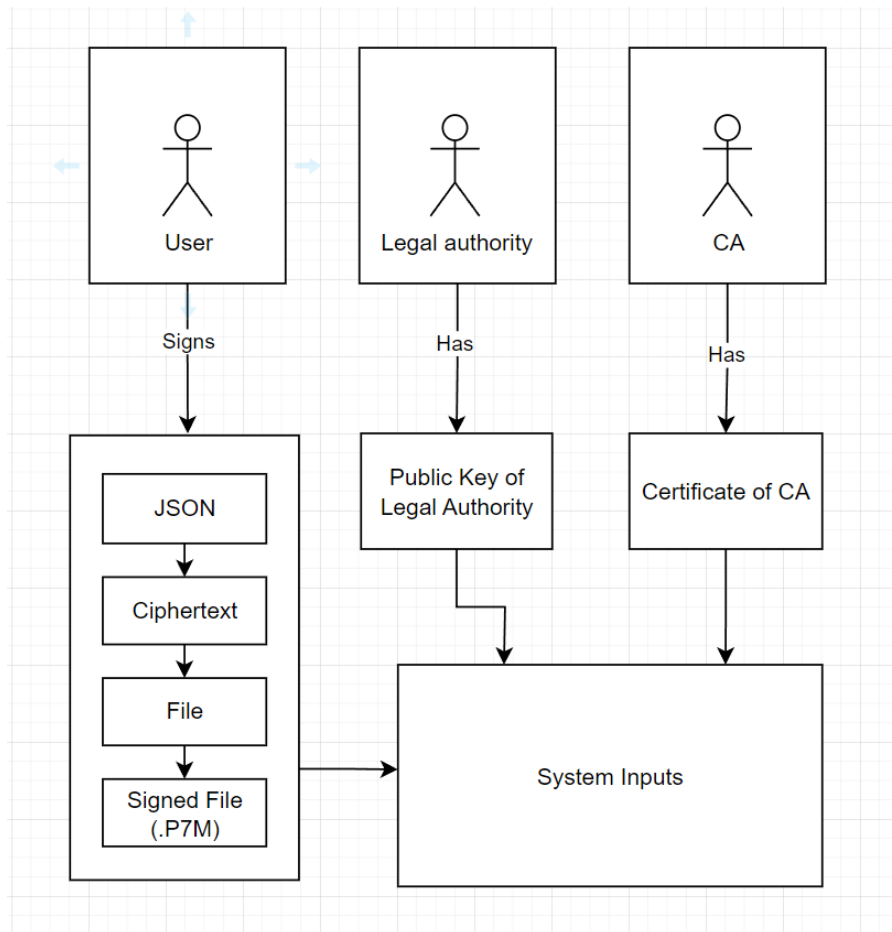 User
Legal authority
CA
Signs
Has
Has
JSON
Ciphertext
File
Signed File
(.P7M)
Public Key of
Legal Authority
Certificate of CA
System Inputs